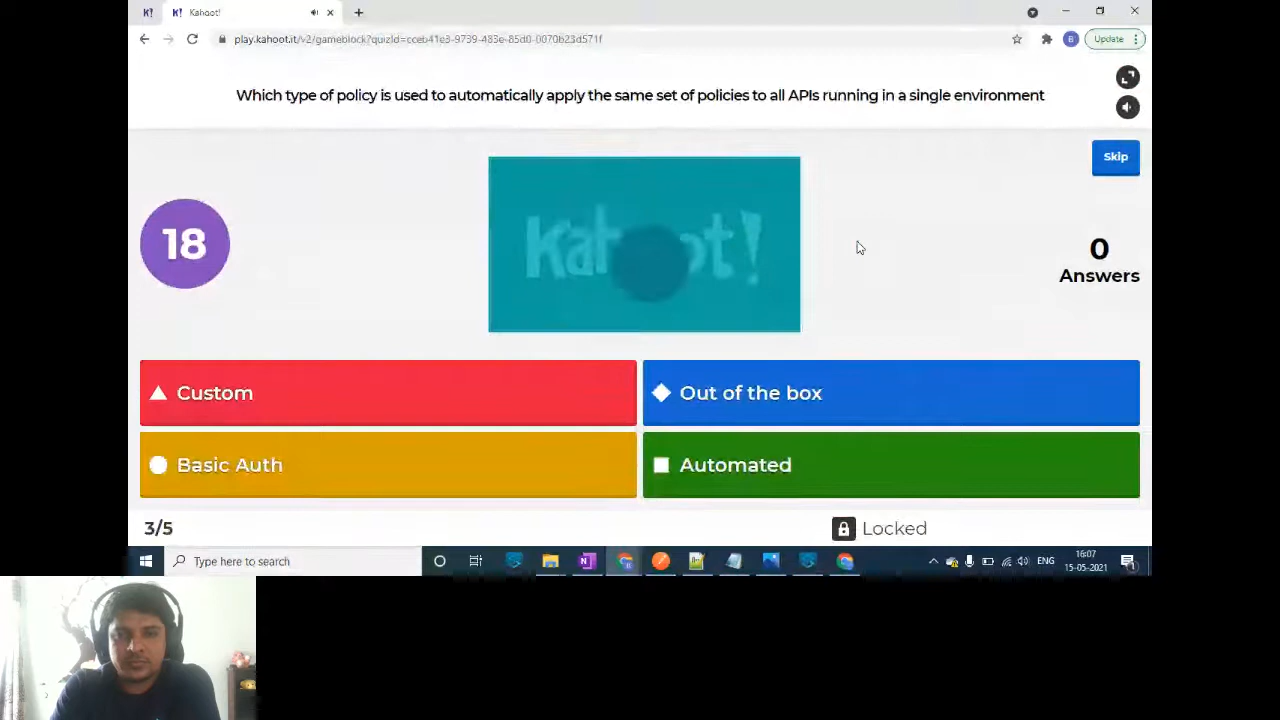 Kahoot!
play.kahoot.it/v2/gameblock?quizId=cceb41e3-9739-483e-85d0-0070b23d571f
B
Update
Which type of policy is used to automatically apply the same set of policies to all APIs running in a single environment
Skip
18
Kahoot!
0
Answers
Custom
Out of the box
Basic Auth
Automated
3/5
Locked
Type here to search
ENG
16:07
15-05-2021